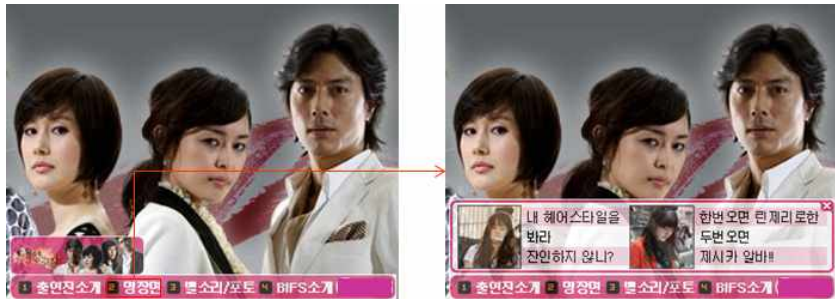 1 출연진소개 2 명장면 3 벨소리/포토 4 BIFS소개
내 헤어스타일을
봐라
잔인하지 않니?
한번 오면 린제리로한
두번 오면
제시카 알바!!
1 출연진소개 2 명장면 3 벨소리/포토 4 BIFS소개